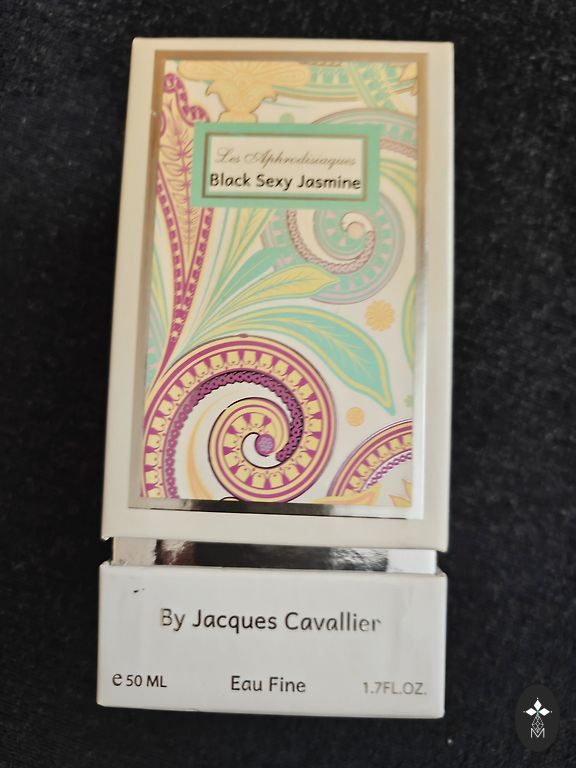 Les Aphrodisiaques
Black Sexy Jasmine
By Jacques Cavallier
e 50 ML
Eau Fine
1.7FL.OZ.